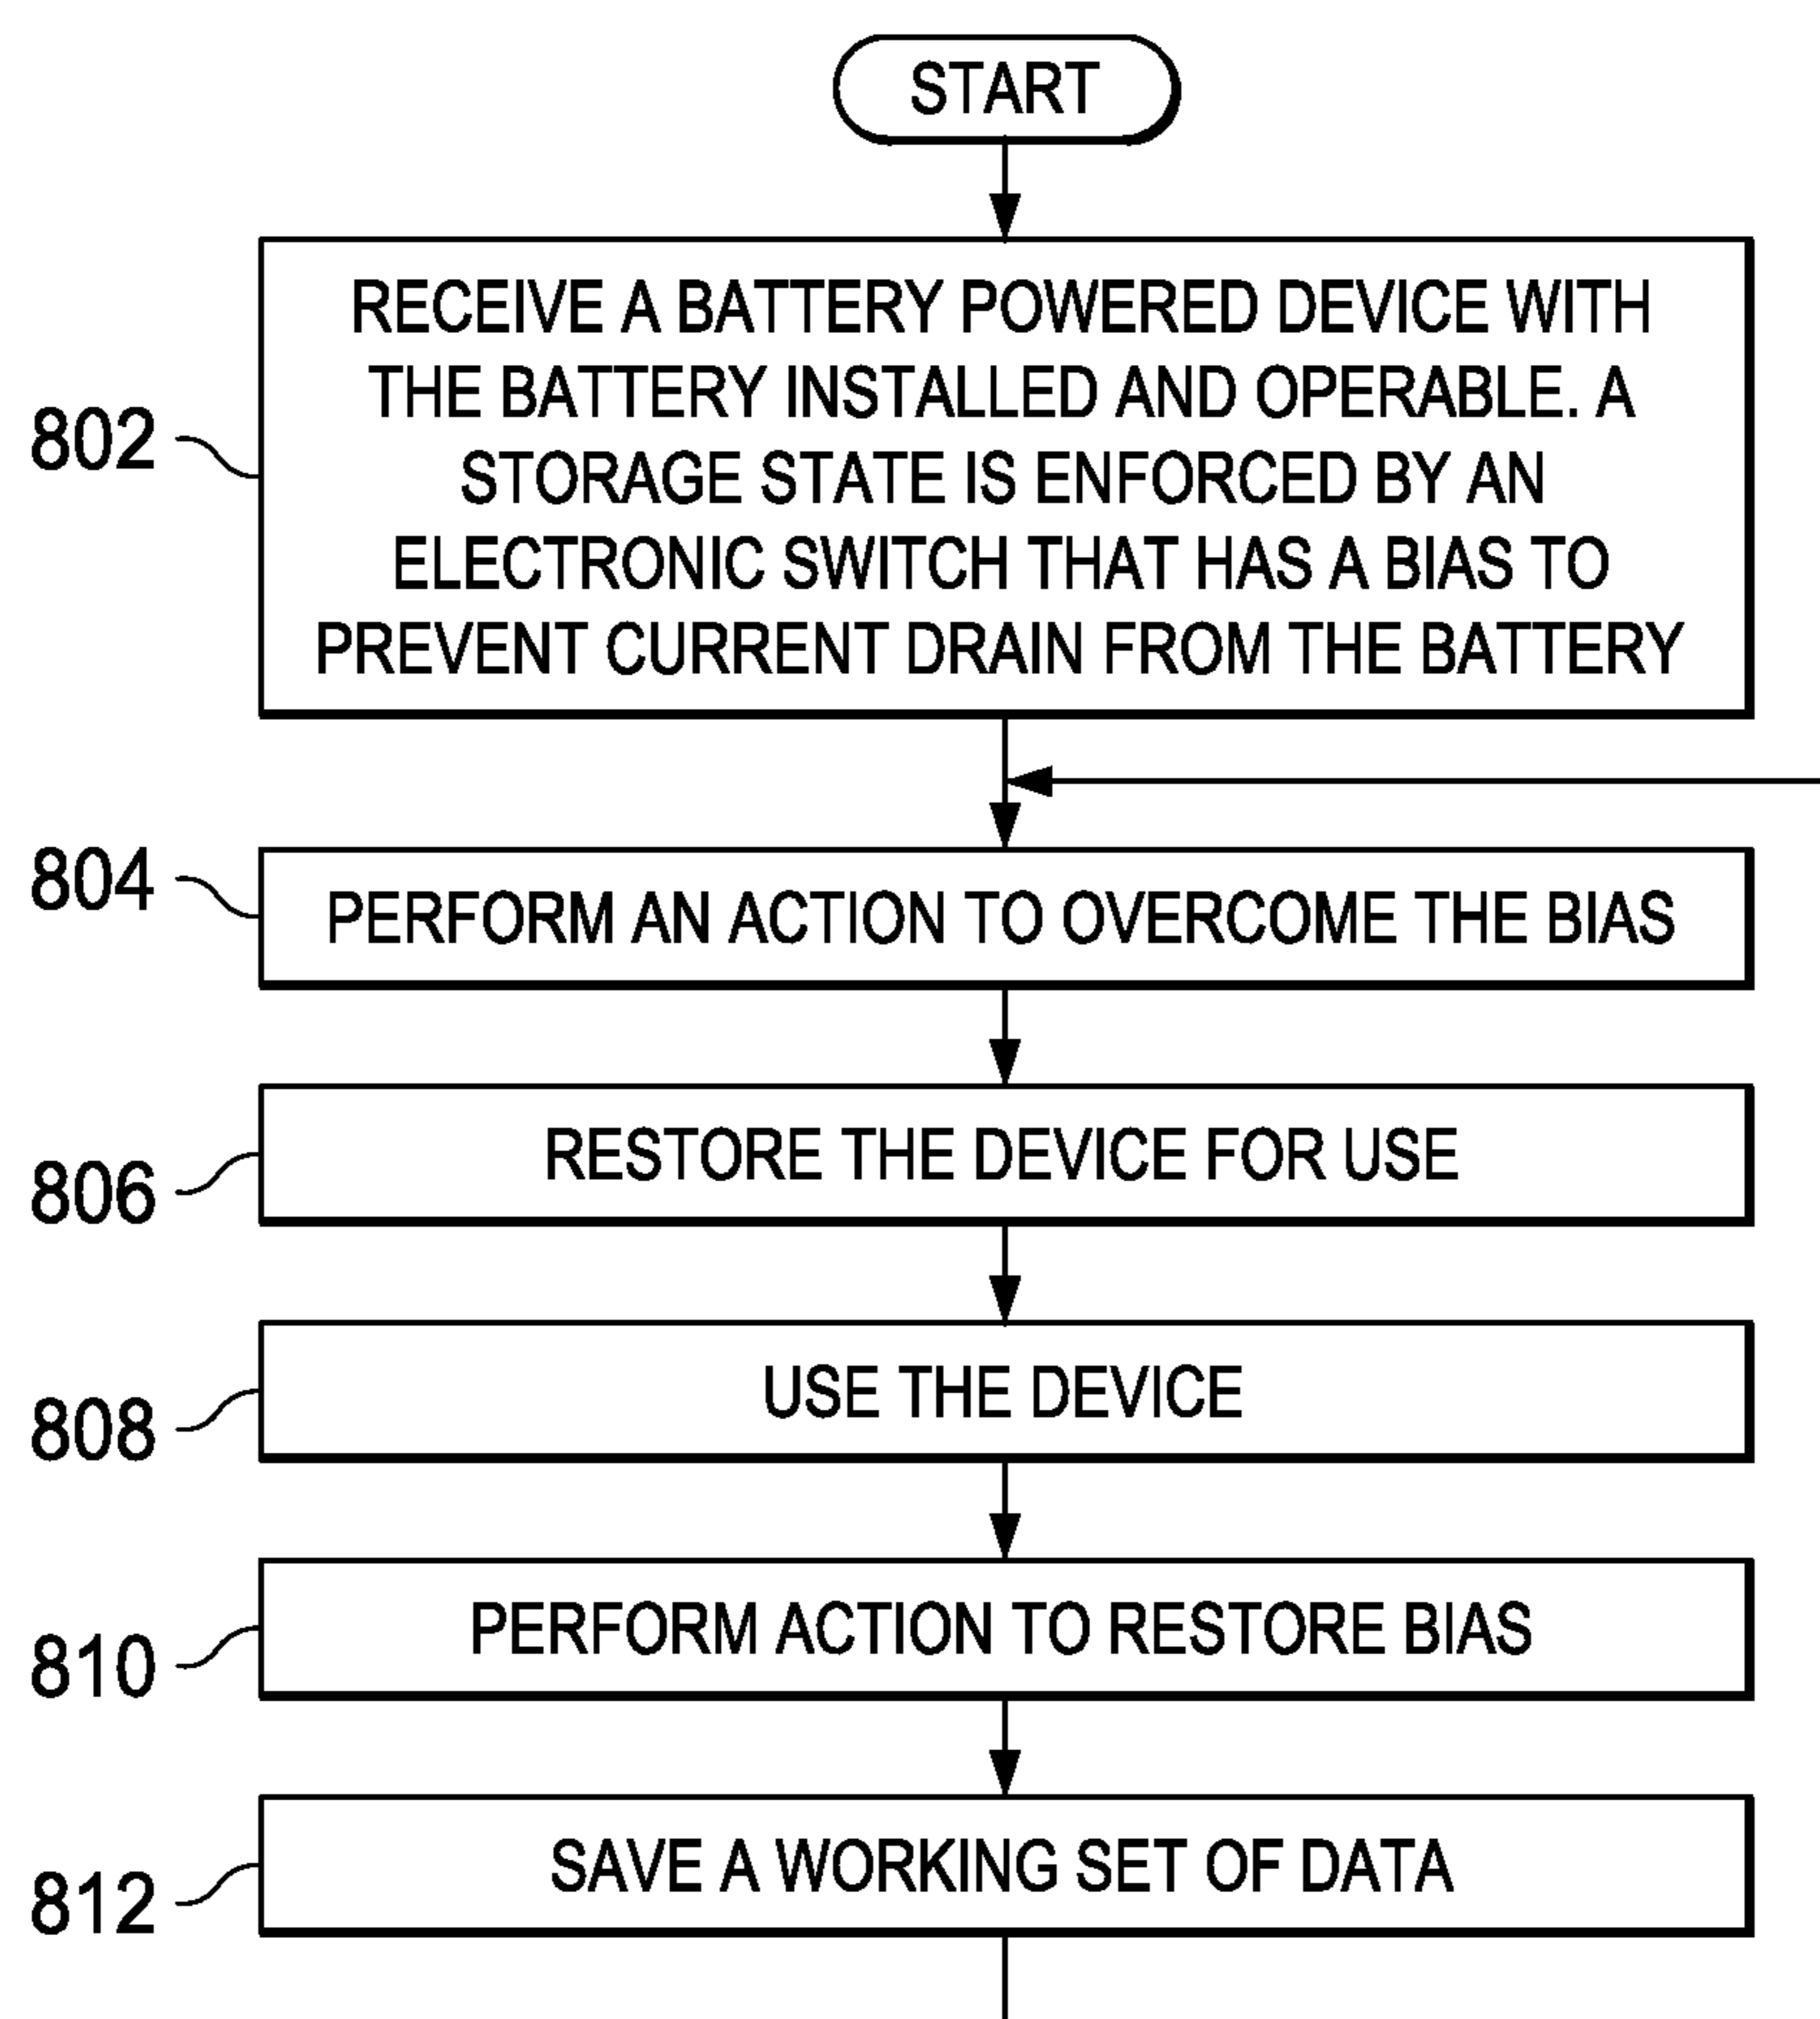 START
RECEIVE A BATTERY POWERED DEVICE WITH
THE BATTERY INSTALLED AND OPERABLE. A
STORAGE STATE IS ENFORCED BY AN
ELECTRONIC SWITCH THAT HAS A BIAS TO
PREVENT CURRENT DRAIN FROM THE BATTERY
802
804
PERFORM AN ACTION TO OVERCOME THE BIAS
RESTORE THE DEVICE FOR USE
806
USE THE DEVICE
808
PERFORM ACTION TO RESTORE BIAS
810
SAVE A WORKING SET OF DATA
812